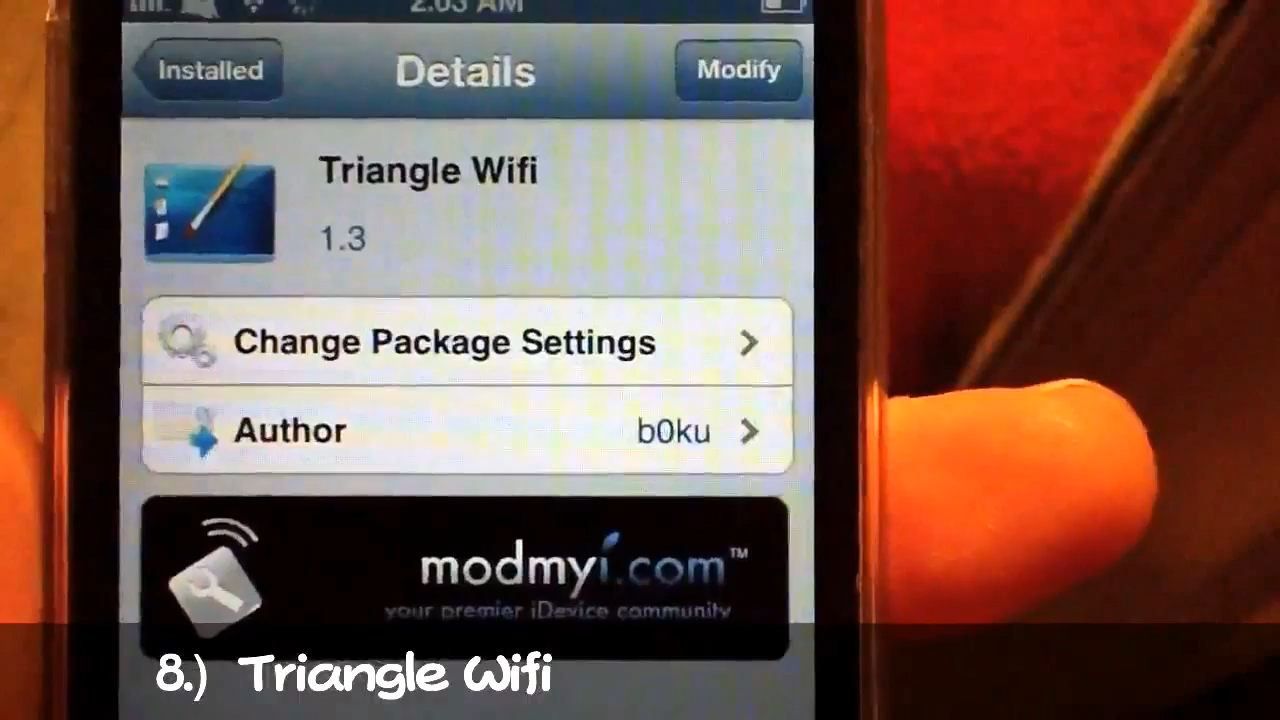 2:03 AM
Installed
Details
Modify
Triangle Wifi
1.3
Change Package Settings
Author
b0ku
modmyi.com™
your premier iDevice community
8.) Triangle Wifi